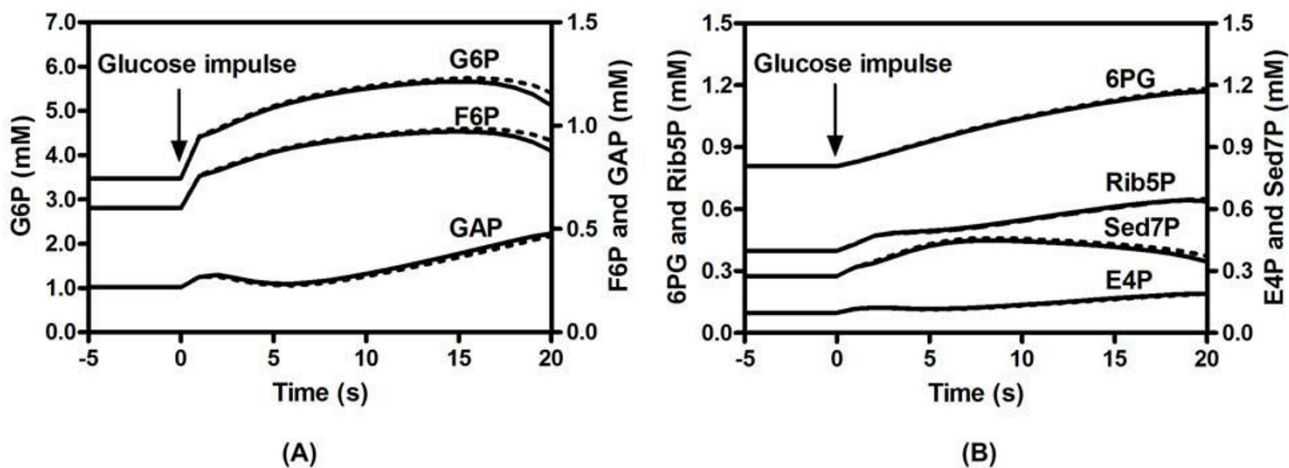 7.0
6.0
5.0
4.0
3.0
2.0
1.0
0.0
G6P (mM)
Glucose impulse
G6P
F6P
GAP
1.5
1.0
0.5
0.0
F6P and GAP (mM)
-5 0 5 10 15 20
Time (s)
(A)
1.5
1.2
0.9
0.6
0.3
0.0
6PG and Rib5P (mM)
Glucose impulse
6PG
Rib5P
Sed7P
E4P
1.5
1.2
0.9
0.6
0.3
0.0
E4P and Sed7P (mM)
-5 0 5 10 15 20
Time (s)
(B)